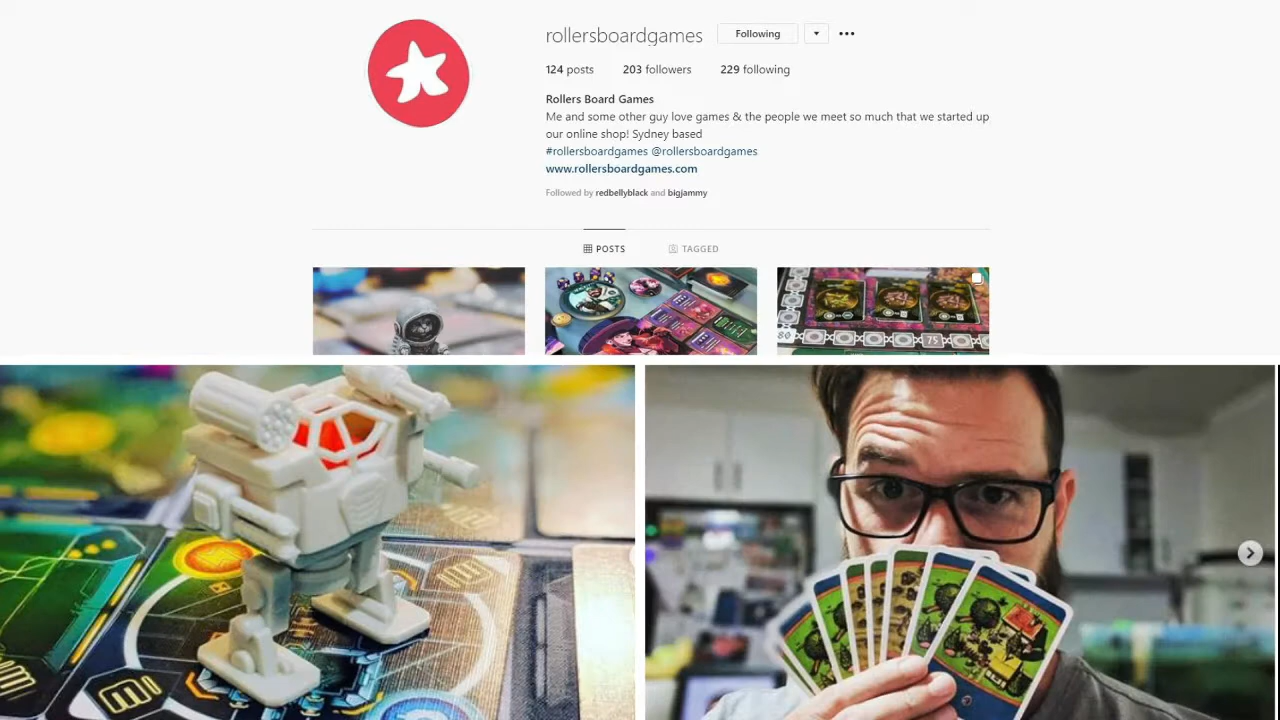 rollersboardgames Following
124 posts 203 followers 229 following
Rollers Board Games
Me and some other guy love games & the people we meet so much that we started up
our online shop! Sydney based
#rollersboardgames @rollersboardgames
www.rollersboardgames.com
Followed by redbellyblack and bigjammy
POSTS TAGGED
80
75